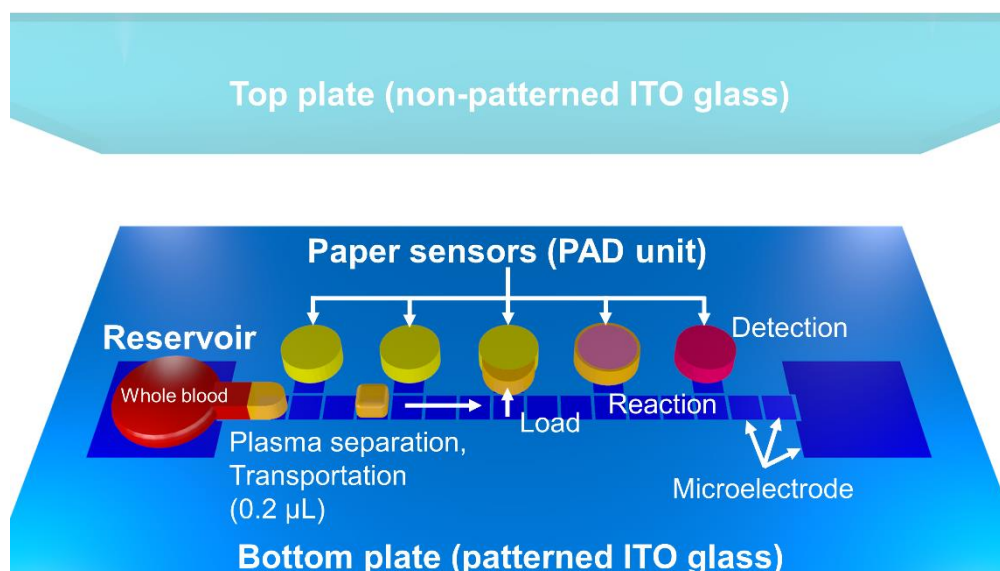 Top plate (non-patterned ITO glass)
Paper sensors (PAD unit)
Reservoir
Detection
Whole blood
Reaction
Load
Plasma separation,
Transportation
(0.2 µL)
Microelectrode
Bottom plate (patterned ITO glass)